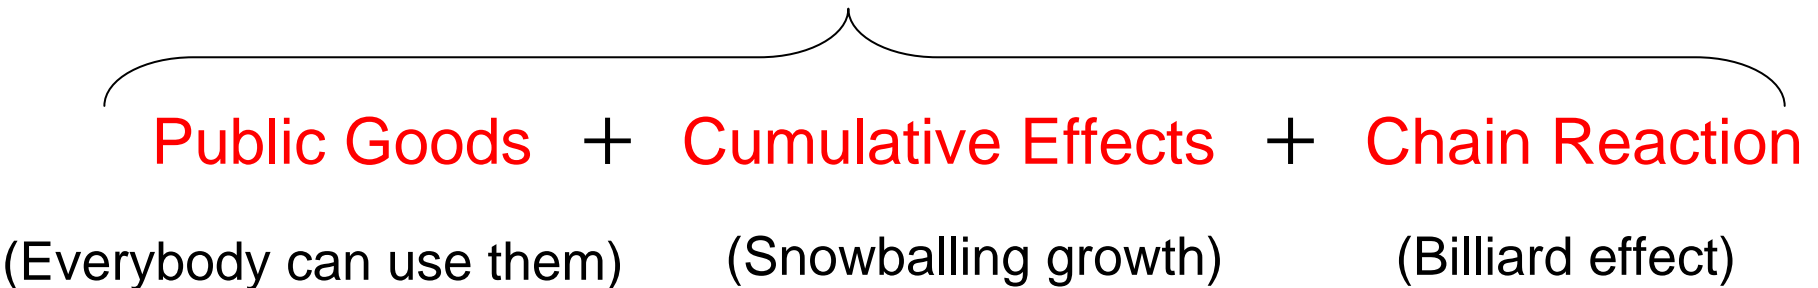 Public Goods + Cumulative Effects + Chain Reaction
(Everybody can use them) (Snowballing growth) (Billiard effect)